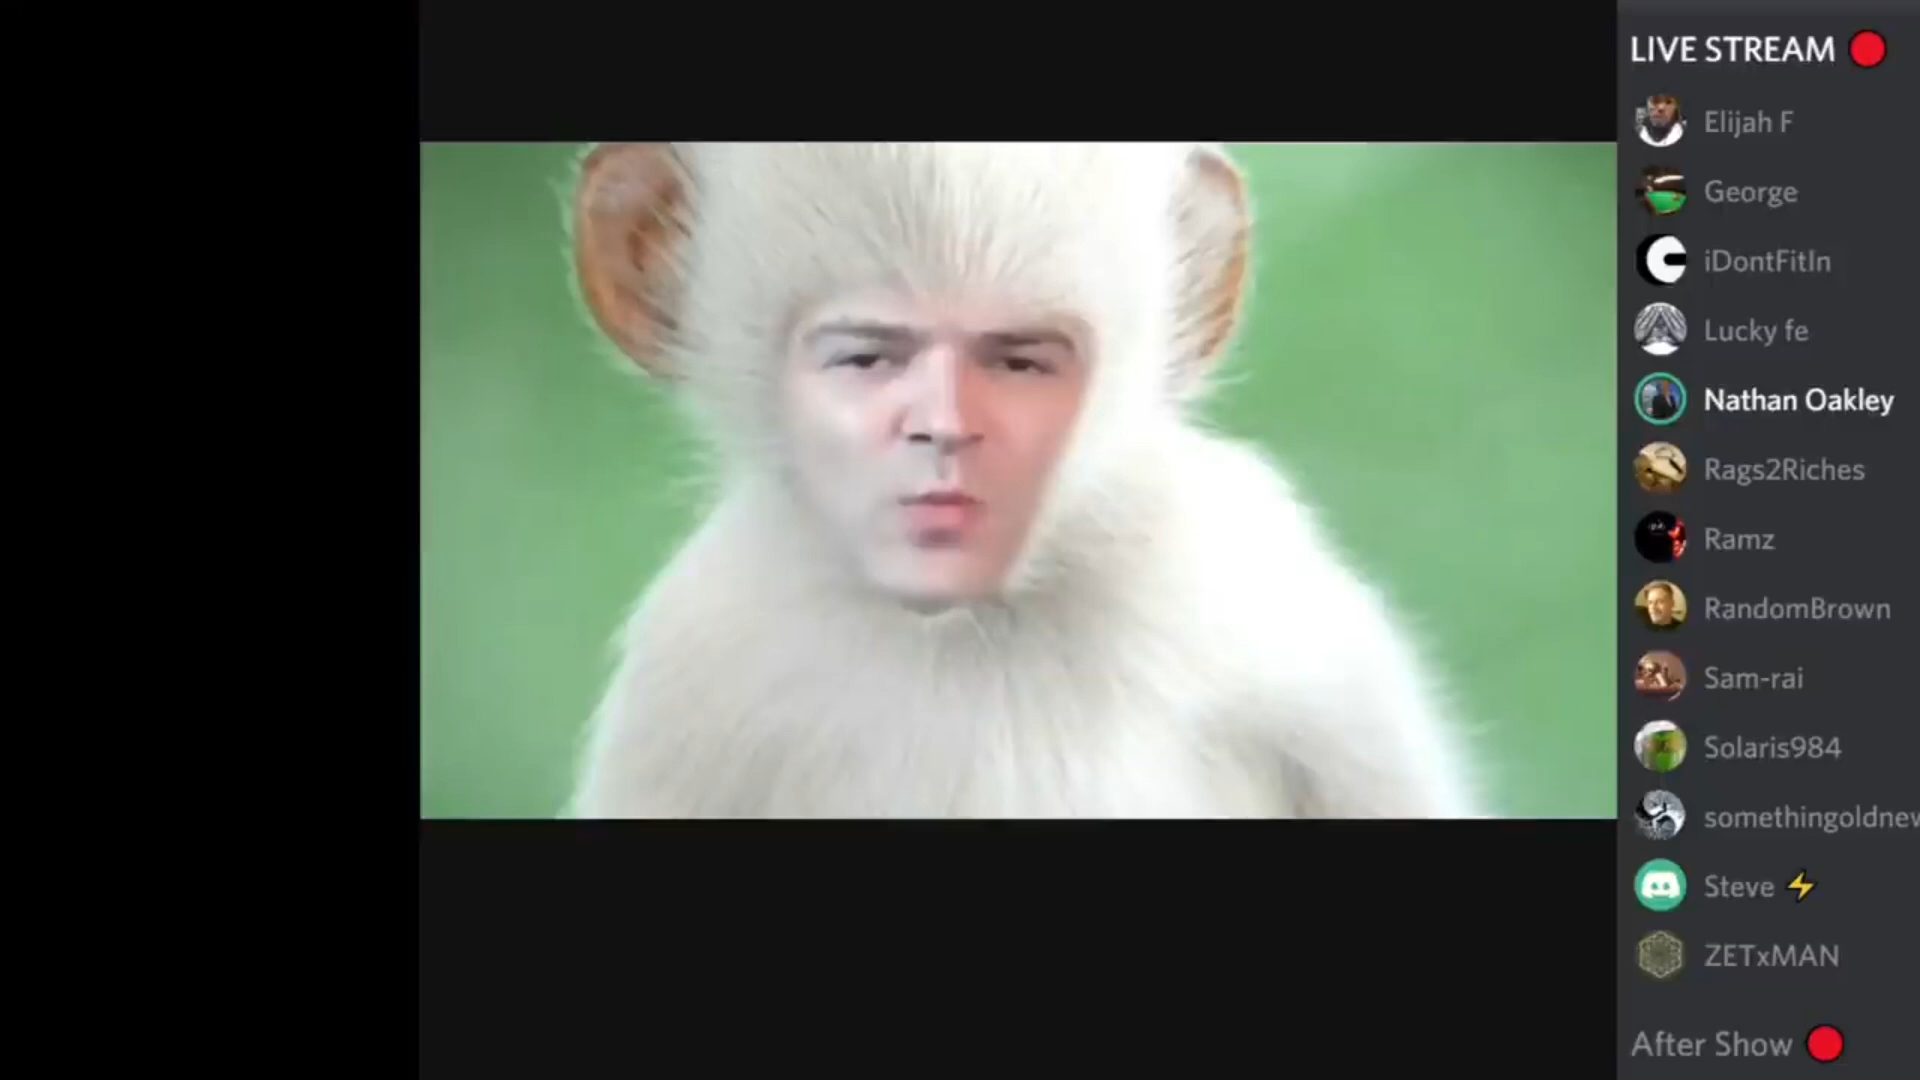 LIVE STREAM
Elijah F
George
iDontFitIn
Lucky fe
Nathan Oakley
Rags2Riches
Ramz
RandomBrown
Sam-rai
Solaris984
somethingoldnew
Steve
ZETxMAN
After Show